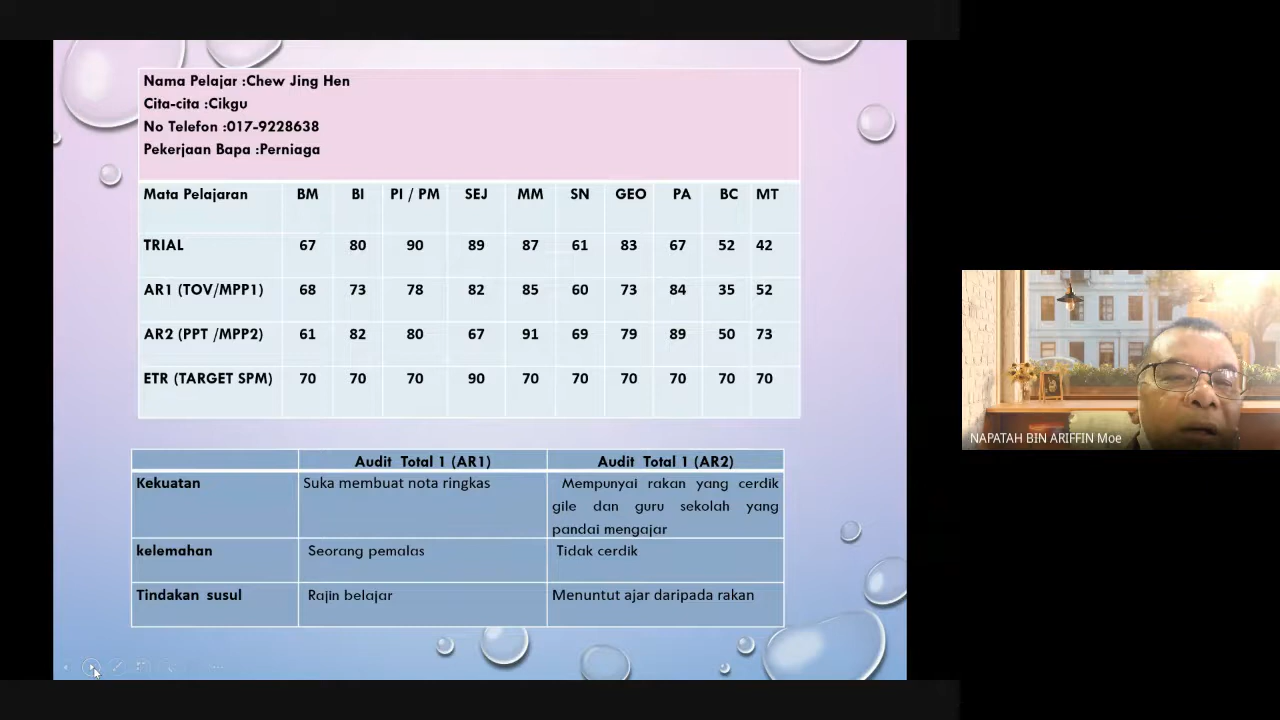 Nama Pelajar :Chew Jing Hen
Cita-cita :Cikgu
No Telefon :017-9228638
Pekerjaan Bapa :Perniaga
Mata Pelajaran BM BI PI / PM SEJ MM SN GEO PA BC MT
TRIAL 67 80 90 89 87 61 83 67 52 42
AR1 (TOV/MPP1) 68 73 78 82 85 60 73 84 35 52
AR2 (PPT /MPP2) 61 82 80 67 91 69 79 89 50 73
ETR (TARGET SPM) 70 70 70 90 70 70 70 70 70 70
Audit Total 1 (AR1) Audit Total 1 (AR2)
Kekuatan Suka membuat nota ringkas Mempunyai rakan yang cerdik
gile dan guru sekolah yang
pandai mengajar
kelemahan Seorang pemalas Tidak cerdik
Tindakan susul Rajin belajar Menuntut ajar daripada rakan
NAPATAH BIN ARIFFIN Moe